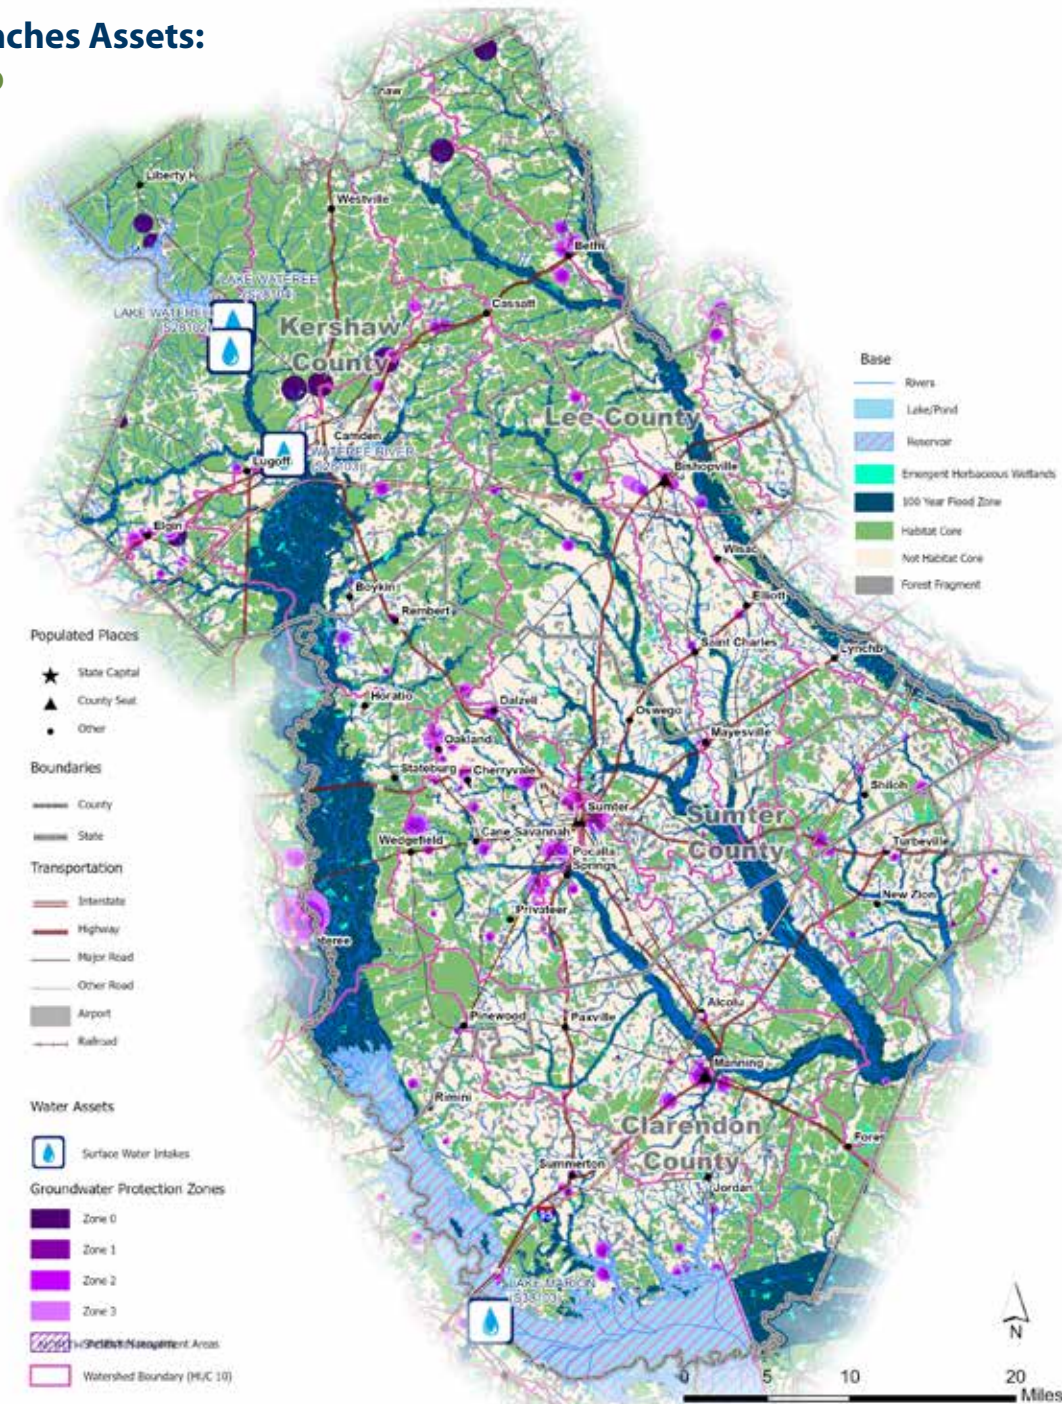 aches Assets:
Liberty H
Westville
Bethu
LAKE WATEREE
(S28104)
LAKE WATEREE
(S28102)
Cassatt
Kershaw
County
Lee County
Camden
WATEREE RIVER
(S28103)
Lugoff
Bishopville
Elgin
Wisac
Elliott
Boykin
Rembert
Saint Charles
Lynchb
Horatio
Dalzell
Oswego
Mayesville
Oakland
Stateburg
Cherryvale
Shiloh
Sumter
Sumter
County
Cane Savannah
Wedgefield
Turbeville
Pocalla
Springs
New Zion
Privateer
teree
Alcolu
Pinewood
Paxville
Manning
Rimini
Clarendon
County
Fores
Summerton
Jordan
LAKE MARION
Base
Rivers
Lake/Pond
Reservoir
Emergent Herbaceous Wetlands
100 Year Flood Zone
Habitat Core
Not Habitat Core
Forest Fragment
Populated Places
State Capital
County Seat
Other
Boundaries
County
State
Transportation
Interstate
Highway
Major Road
Other Road
Airport
Railroad
Water Assets
Surface Water Intakes
Groundwater Protection Zones
Zone 0
Zone 1
Zone 2
Zone 3
Areas
Watershed Boundary (HUC 10)
N
0 5 10 20
Miles